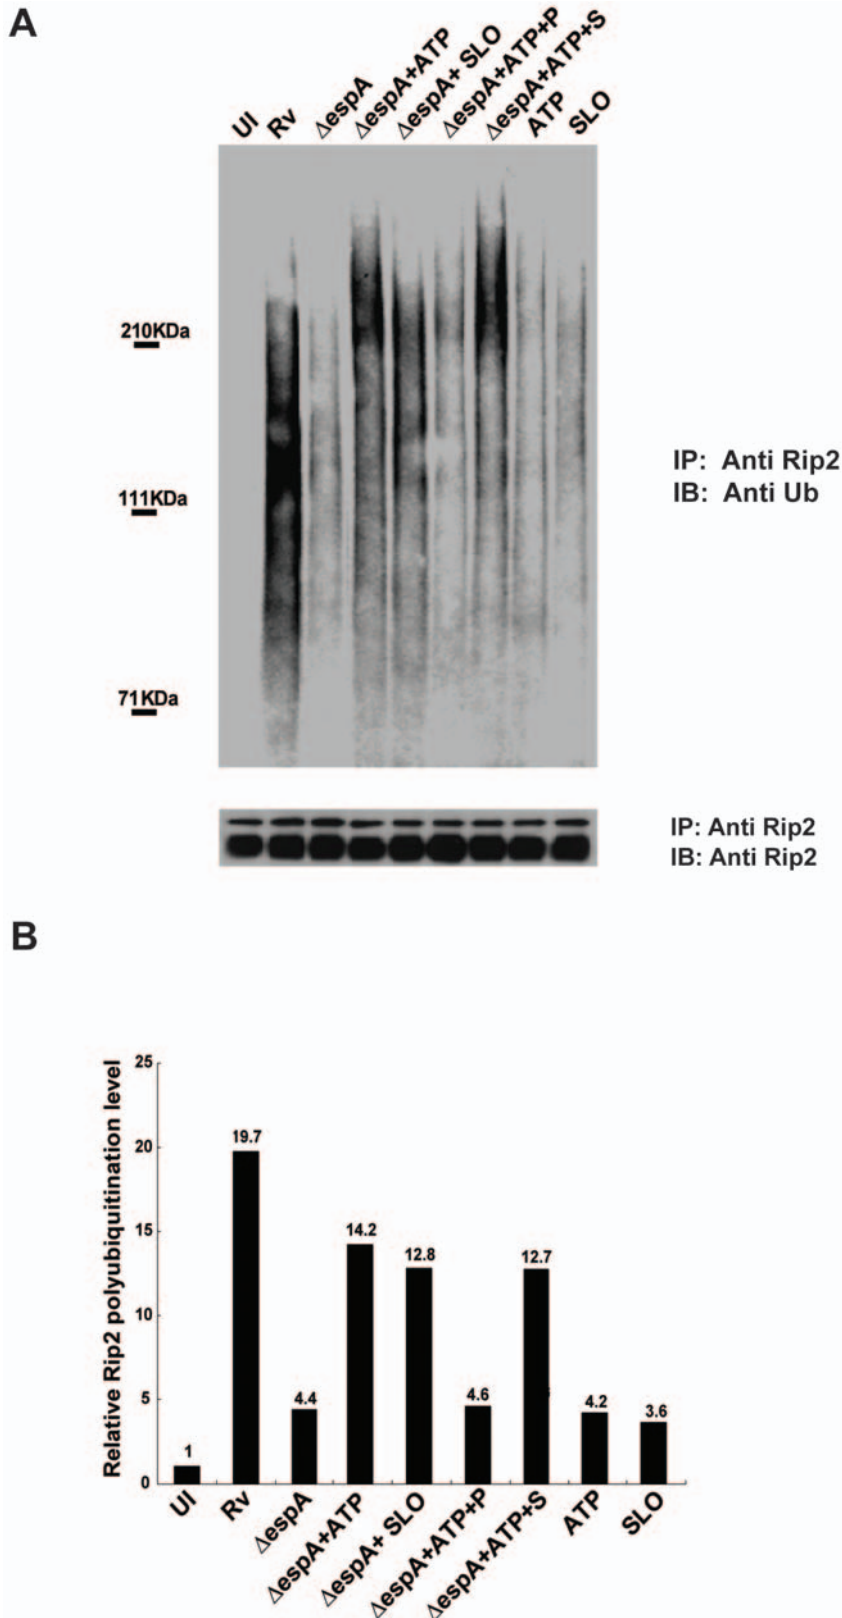 A
UI Rv ΔespA ΔespA+ATP ΔespA+ SLO ΔespA+ATP+P ΔespA+ATP+S ATP SLO
210KDa
111KDa
71KDa
IP: Anti Rip2
IB: Anti Ub
IP: Anti Rip2
IB: Anti Rip2
B
Relative Rip2 polyubiquitination level
25
20
15
10
5
0
1
19.7
4.4
14.2
12.8
4.6
12.7
4.2
3.6
UI Rv ΔespA ΔespA+ATP ΔespA+ SLO ΔespA+ATP+P ΔespA+ATP+S ATP SLO